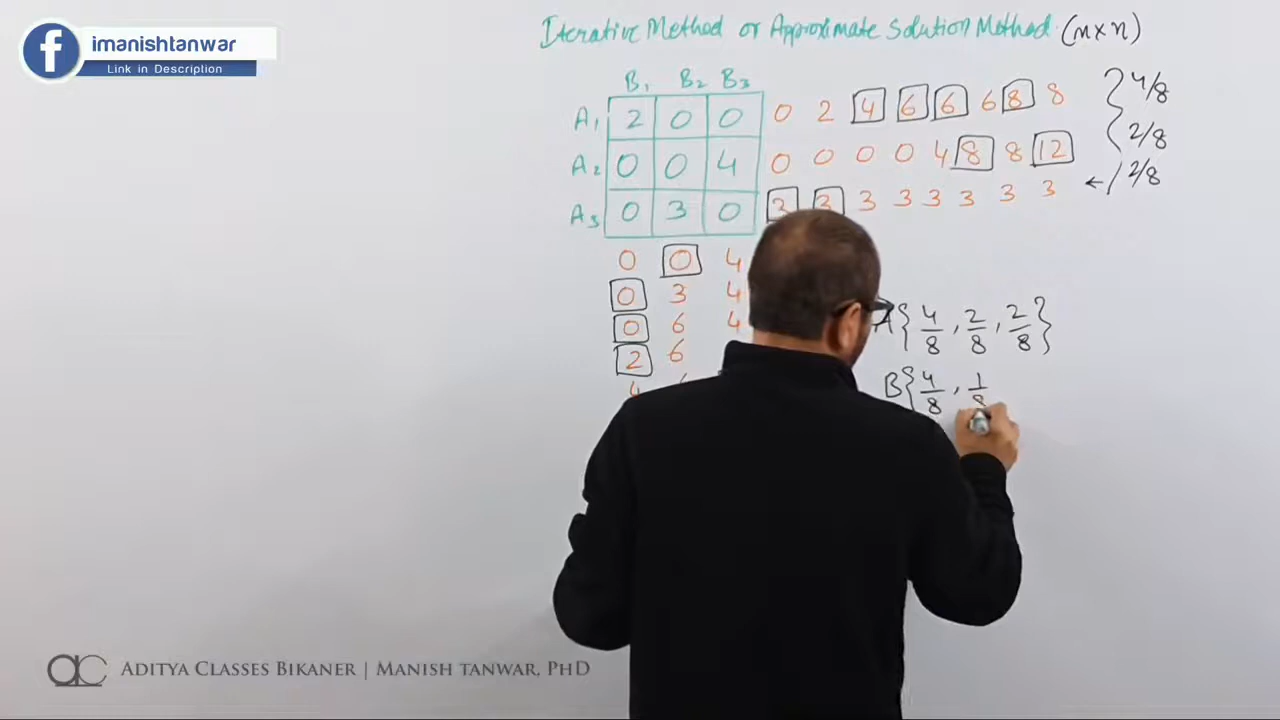 imanishtanwar
Link in Description
Iterative Method or Approximate Solution Method. (n×n)
B₁ B₂ B₃
A₁ 2 0 0 0 2 4 6 6 6 8 8 } 4/8
A₂ 0 0 4 0 0 0 0 4 8 8 12 2/8
A₃ 0 3 0 3 3 3 3 3 3 3 ← 2/8
0 0 4
0 3 4
0 6 4
2 6
4
A { 4/8, 2/8, 2/8 }
B { 4/8, 1/8
ADITYA CLASSES BIKANER | MANISH TANWAR, PHD